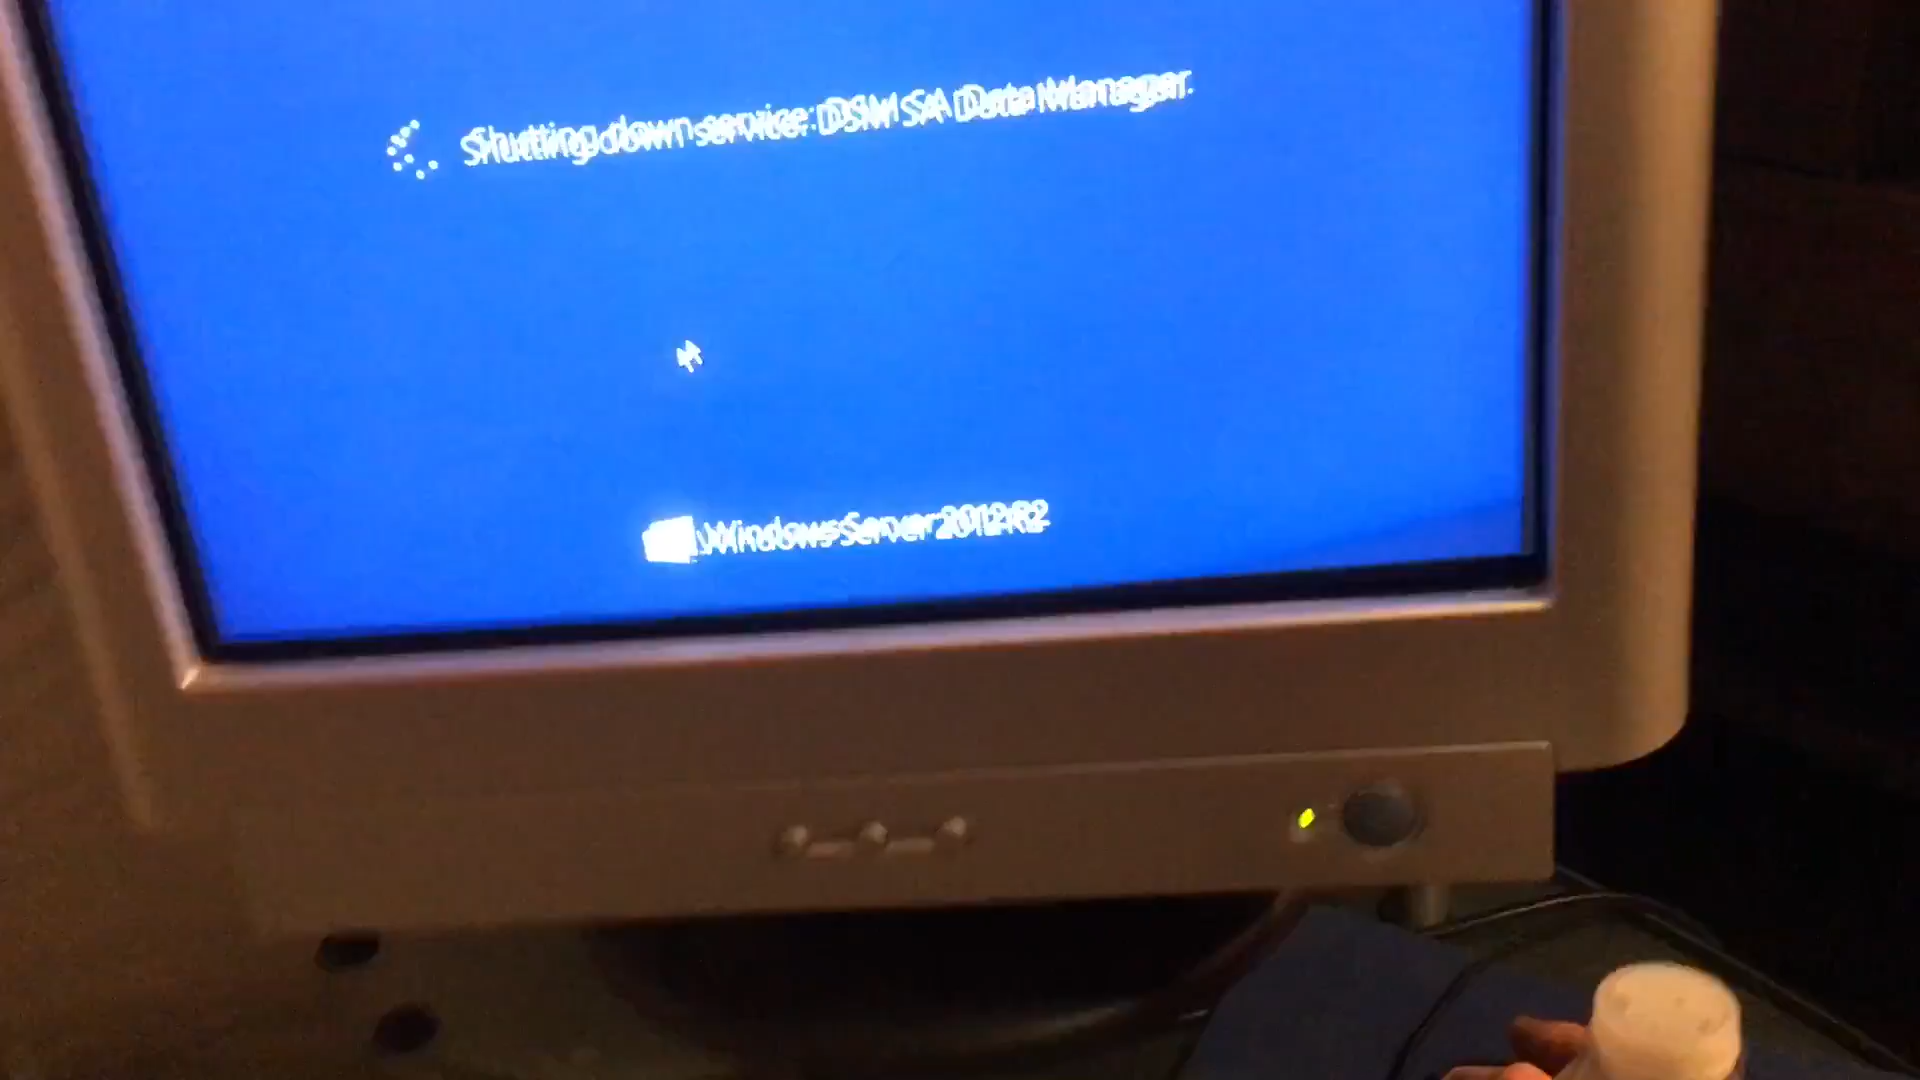 Shutting down service: DSM SA Data Manager.
Windows Server 2012 R2